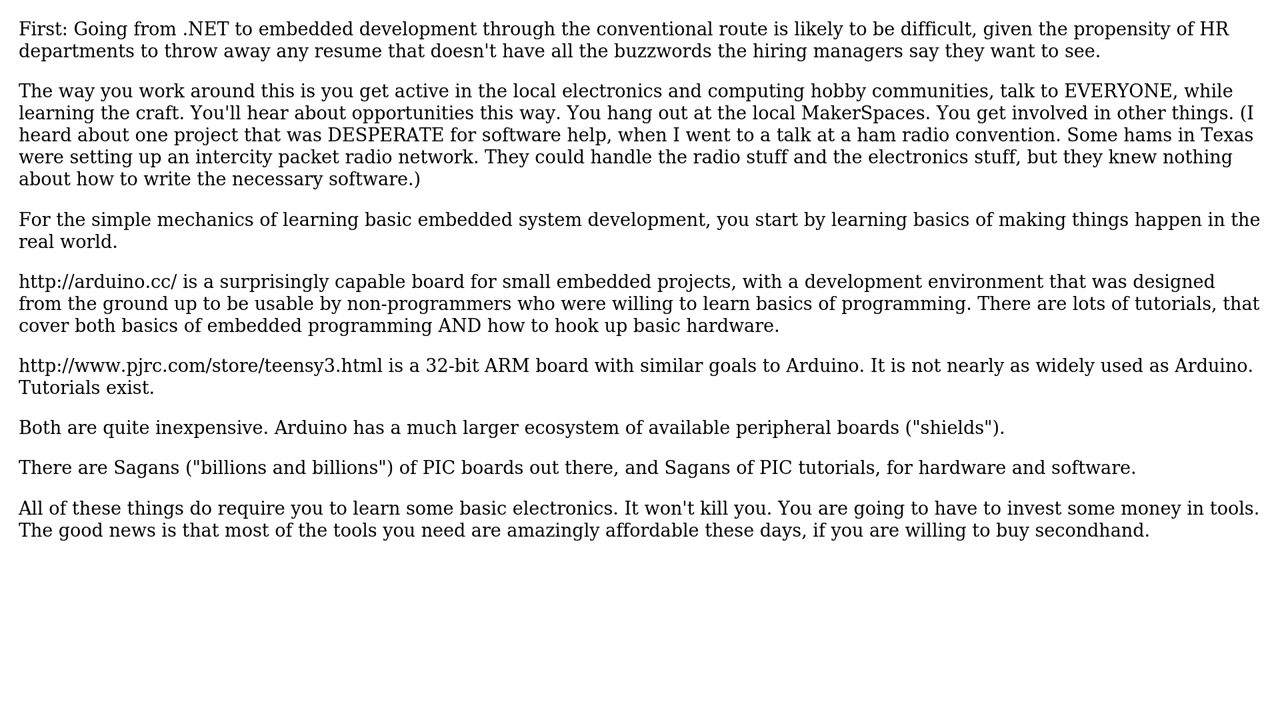 First: Going from .NET to embedded development through the conventional route is likely to be difficult, given the propensity of HR
departments to throw away any resume that doesn't have all the buzzwords the hiring managers say they want to see.
The way you work around this is you get active in the local electronics and computing hobby communities, talk to EVERYONE, while
learning the craft. You'll hear about opportunities this way. You hang out at the local MakerSpaces. You get involved in other things. (I
heard about one project that was DESPERATE for software help, when I went to a talk at a ham radio convention. Some hams in Texas
were setting up an intercity packet radio network. They could handle the radio stuff and the electronics stuff, but they knew nothing
about how to write the necessary software.)
For the simple mechanics of learning basic embedded system development, you start by learning basics of making things happen in the
real world.
http://arduino.cc/ is a surprisingly capable board for small embedded projects, with a development environment that was designed
from the ground up to be usable by non-programmers who were willing to learn basics of programming. There are lots of tutorials, that
cover both basics of embedded programming AND how to hook up basic hardware.
http://www.pjrc.com/store/teensy3.html is a 32-bit ARM board with similar goals to Arduino. It is not nearly as widely used as Arduino.
Tutorials exist.
Both are quite inexpensive. Arduino has a much larger ecosystem of available peripheral boards ("shields").
There are Sagans ("billions and billions") of PIC boards out there, and Sagans of PIC tutorials, for hardware and software.
All of these things do require you to learn some basic electronics. It won't kill you. You are going to have to invest some money in tools.
The good news is that most of the tools you need are amazingly affordable these days, if you are willing to buy secondhand.